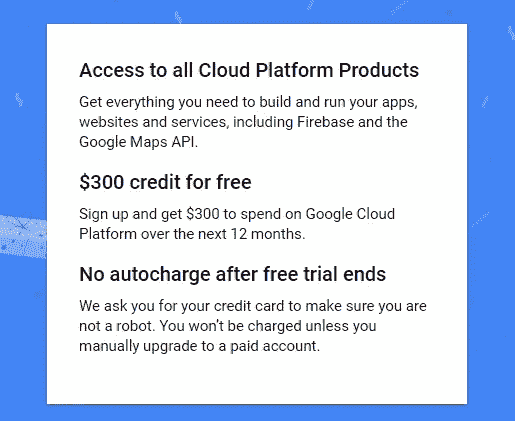 Access to all Cloud Platform Products
Get everything you need to build and run your apps,
websites and services, including Firebase and the
Google Maps API.
$300 credit for free
Sign up and get $300 to spend on Google Cloud
Platform over the next 12 months.
No autocharge after free trial ends
We ask you for your credit card to make sure you are
not a robot. You won't be charged unless you
manually upgrade to a paid account.